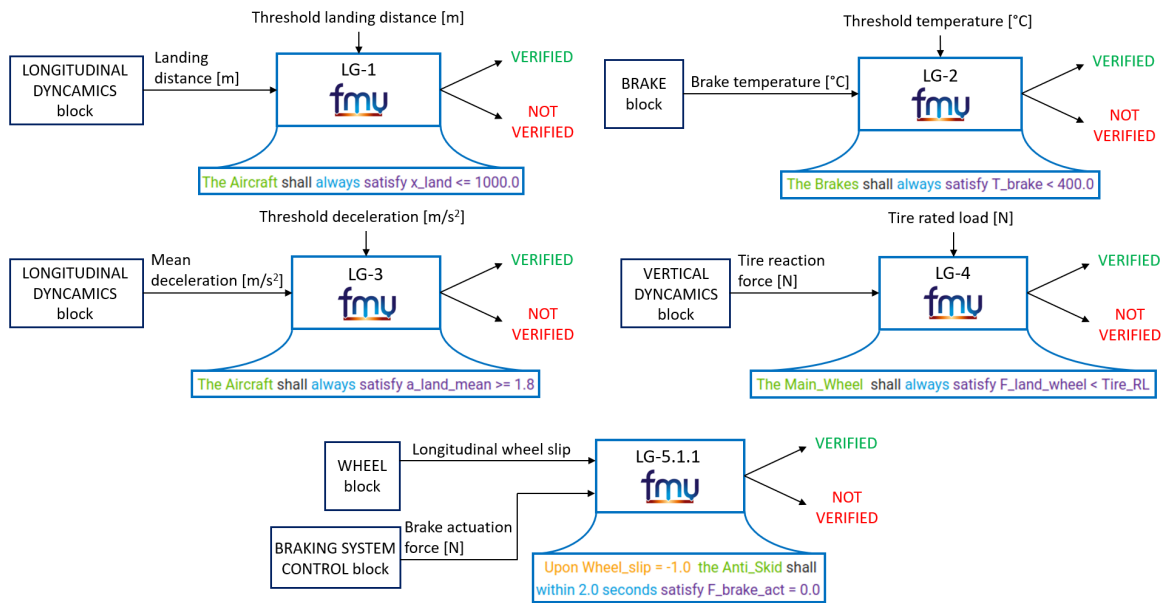 Threshold landing distance [m]
LONGITUDINAL
DYNCAMICS
block
Landing
distance [m]
LG-1
fmy
VERIFIED
NOT
VERIFIED
The Aircraft shall always satisfy x_land <= 1000.0
Threshold temperature [°C]
BRAKE
block
Brake temperature [°C]
LG-2
fmy
VERIFIED
NOT
VERIFIED
The Brakes shall always satisfy T_brake < 400.0
Threshold deceleration [m/s²]
LONGITUDINAL
DYNCAMICS
block
Mean
deceleration [m/s²]
LG-3
fmy
VERIFIED
NOT
VERIFIED
The Aircraft shall always satisfy a_land_mean >= 1.8
Tire rated load [N]
VERTICAL
DYNCAMICS
block
Tire reaction
force [N]
LG-4
fmy
VERIFIED
NOT
VERIFIED
The Main_Wheel shall always satisfy F_land_wheel < Tire_RL
WHEEL
block
Longitudinal wheel slip
BRAKING SYSTEM
CONTROL block
Brake actuation
force [N]
LG-5.1.1
fmy
VERIFIED
NOT
VERIFIED
Upon Wheel_slip = -1.0 the Anti_Skid shall
within 2.0 seconds satisfy F_brake_act = 0.0